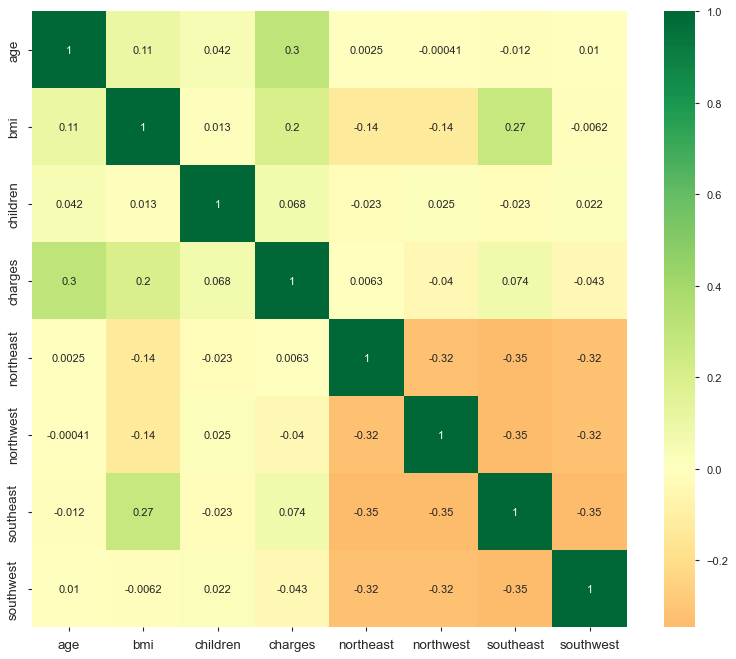 age 1 0.11 0.042 0.3 0.0025 -0.00041 -0.012 0.01
bmi 0.11 1 0.013 0.2 -0.14 -0.14 0.27 -0.0062
children 0.042 0.013 1 0.068 -0.023 0.025 -0.023 0.022
charges 0.3 0.2 0.068 1 0.0063 -0.04 0.074 -0.043
northeast 0.0025 -0.14 -0.023 0.0063 1 -0.32 -0.35 -0.32
northwest -0.00041 -0.14 0.025 -0.04 -0.32 1 -0.35 -0.32
southeast -0.012 0.27 -0.023 0.074 -0.35 -0.35 1 -0.35
southwest 0.01 -0.0062 0.022 -0.043 -0.32 -0.32 -0.35 1
age bmi children charges northeast northwest southeast southwest
1.0
0.8
0.6
0.4
0.2
0.0
−0.2